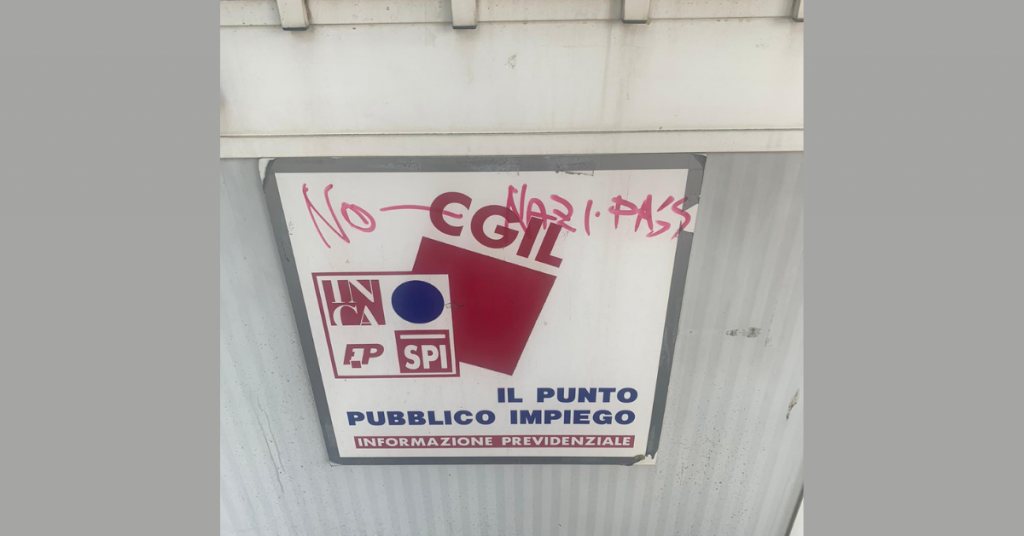 NO — NAZI-PASS
CGIL
INCA
FP
SPI
IL PUNTO
PUBBLICO IMPIEGO
INFORMAZIONE PREVIDENZIALE